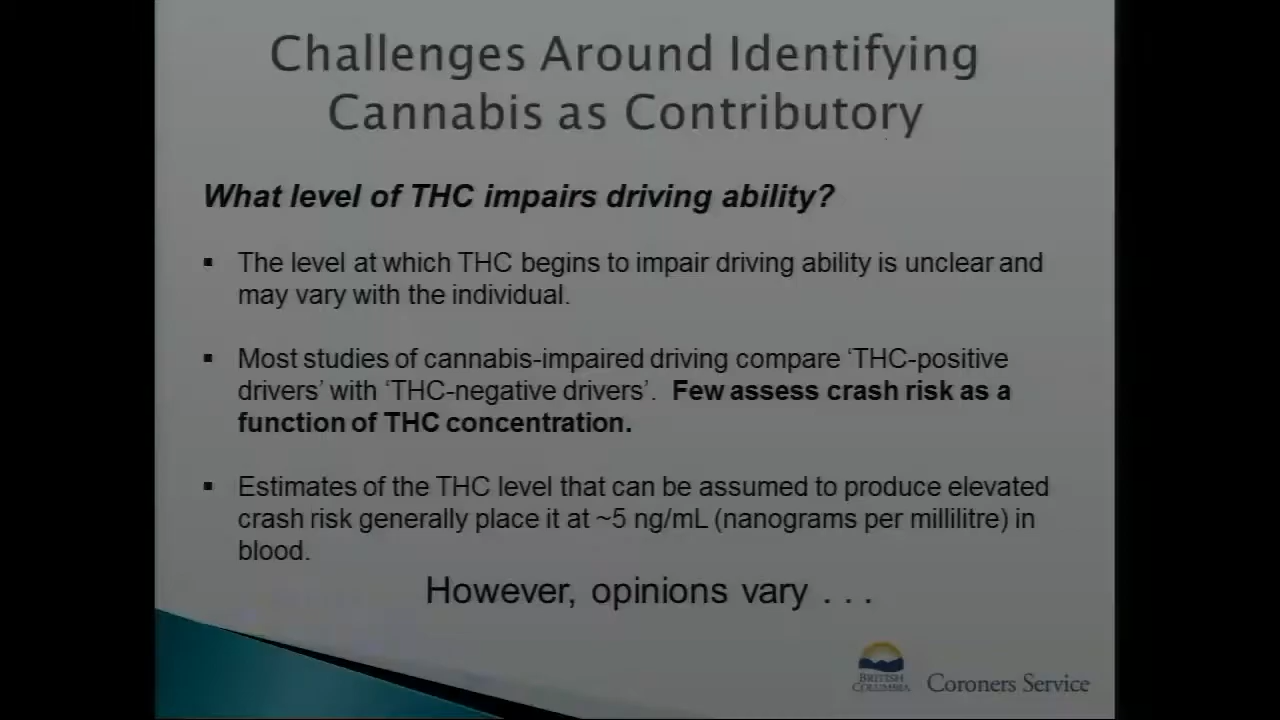 Challenges Around Identifying
Cannabis as Contributory
What level of THC impairs driving ability?
▪ The level at which THC begins to impair driving ability is unclear and
may vary with the individual.
▪ Most studies of cannabis-impaired driving compare ‘THC-positive
drivers’ with ‘THC-negative drivers’. Few assess crash risk as a
function of THC concentration.
▪ Estimates of the THC level that can be assumed to produce elevated
crash risk generally place it at ~5 ng/mL (nanograms per millilitre) in
blood.
However, opinions vary . . .
BRITISH
COLUMBIA
Coroners Service